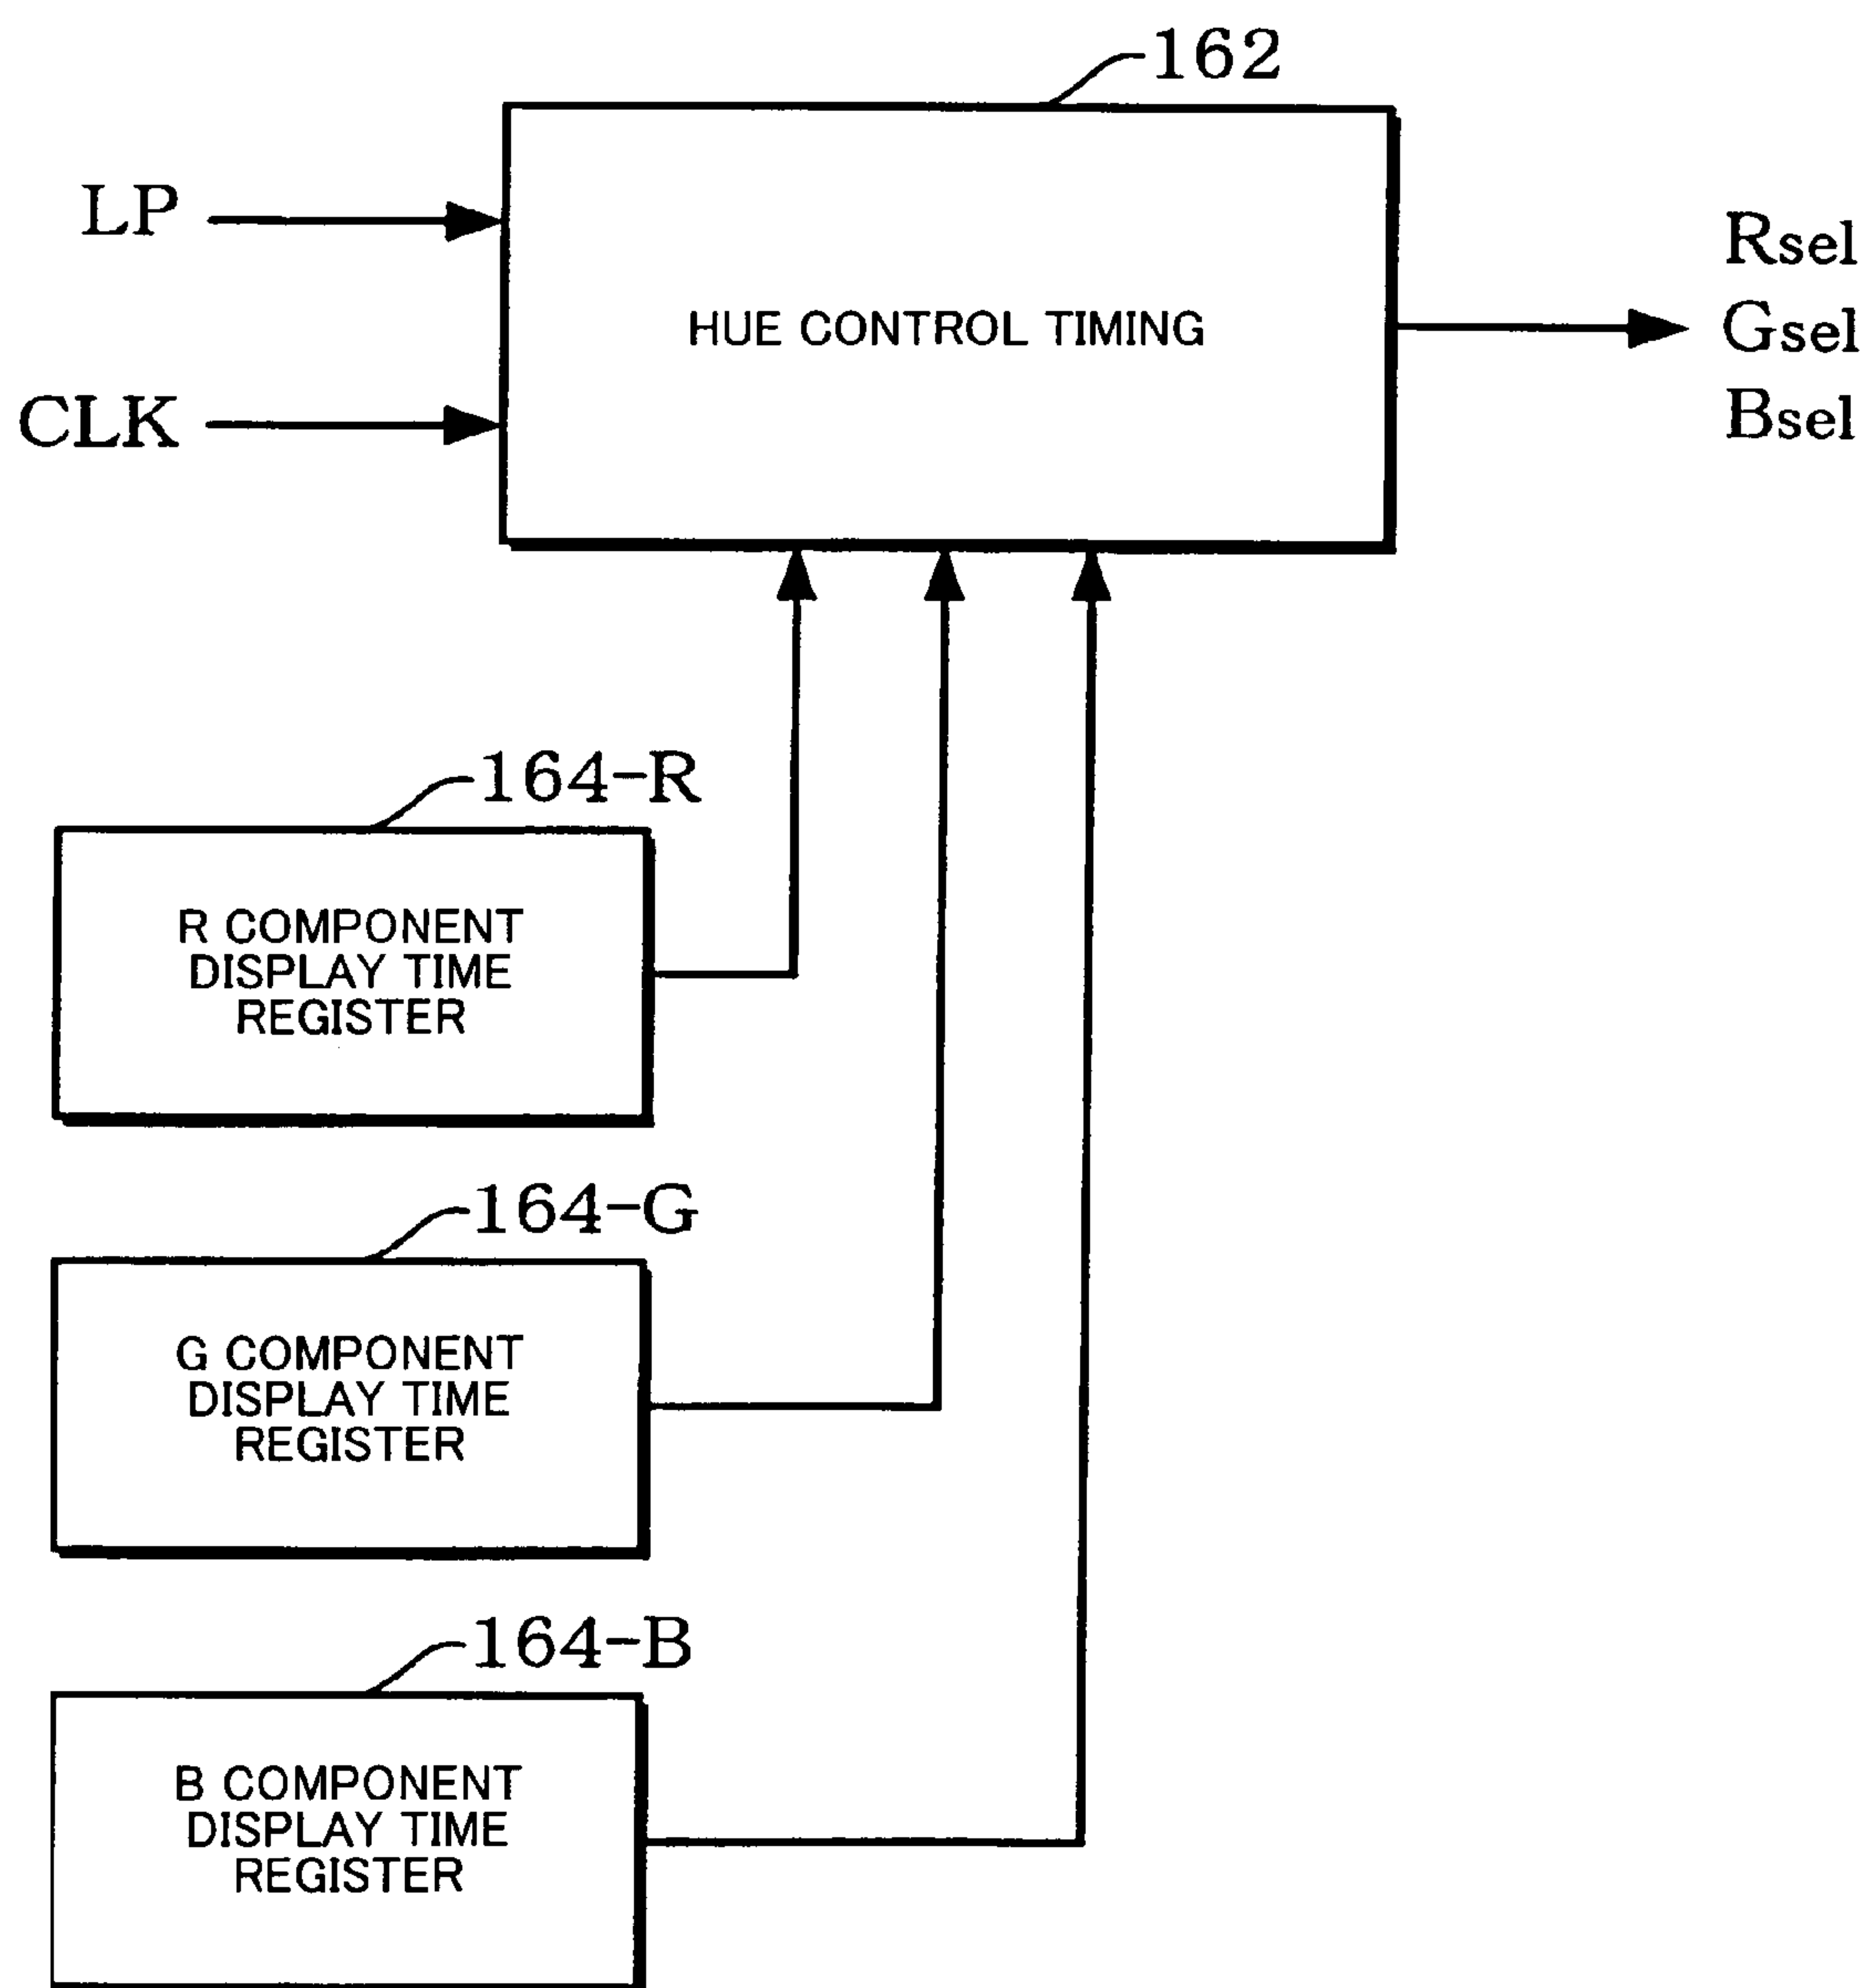 162
LP
CLK
HUE CONTROL TIMING
Rsel
Gsel
Bsel
164-R
R COMPONENT
DISPLAY TIME
REGISTER
164-G
G COMPONENT
DISPLAY TIME
REGISTER
164-B
B COMPONENT
DISPLAY TIME
REGISTER